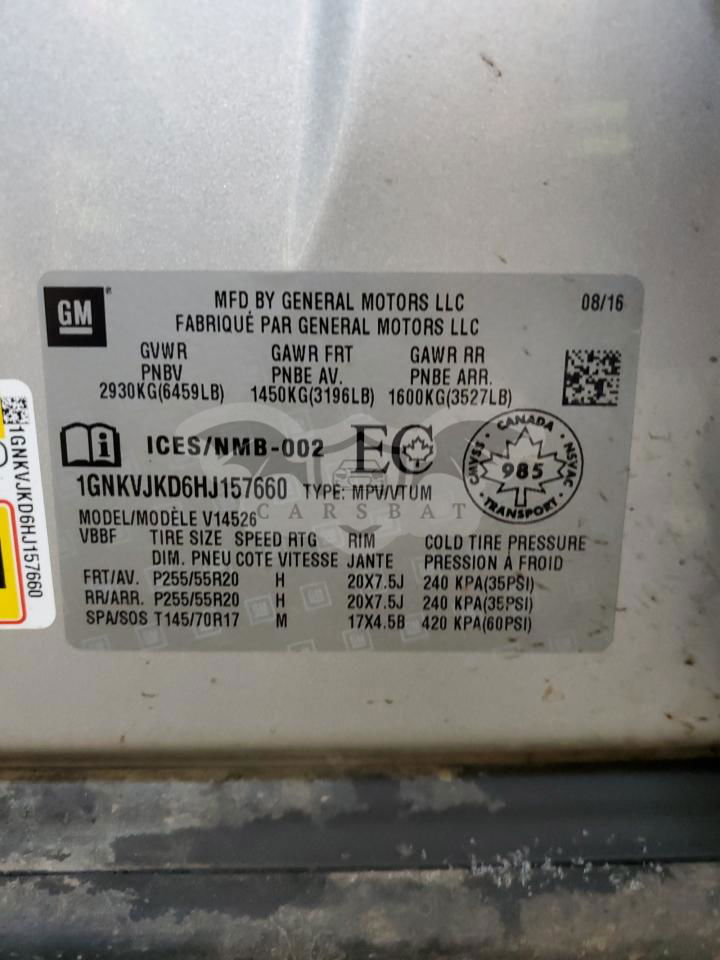 GM
MFD BY GENERAL MOTORS LLC 08/16
FABRIQUÉ PAR GENERAL MOTORS LLC
GVWR GAWR FRT GAWR RR
PNBV PNBE AV. PNBE ARR.
2930KG(6459LB) 1450KG(3196LB) 1600KG(3527LB)
ICES/NMB-002 EC
CANADA
CMVSS 985 NSVAC
TRANSPORT
1GNKVJKD6HJ157660 TYPE: MPV/VTUM
CARSBAT
MODEL/MODÈLE V14526
VBBF TIRE SIZE SPEED RTG RIM COLD TIRE PRESSURE
DIM. PNEU COTE VITESSE JANTE PRESSION À FROID
FRT/AV. P255/55R20 H 20X7.5J 240 KPA(35PSI)
RR/ARR. P255/55R20 H 20X7.5J 240 KPA(35PSI)
SPA/SOS T145/70R17 M 17X4.5B 420 KPA(60PSI)
1GNKVJKD6HJ157660